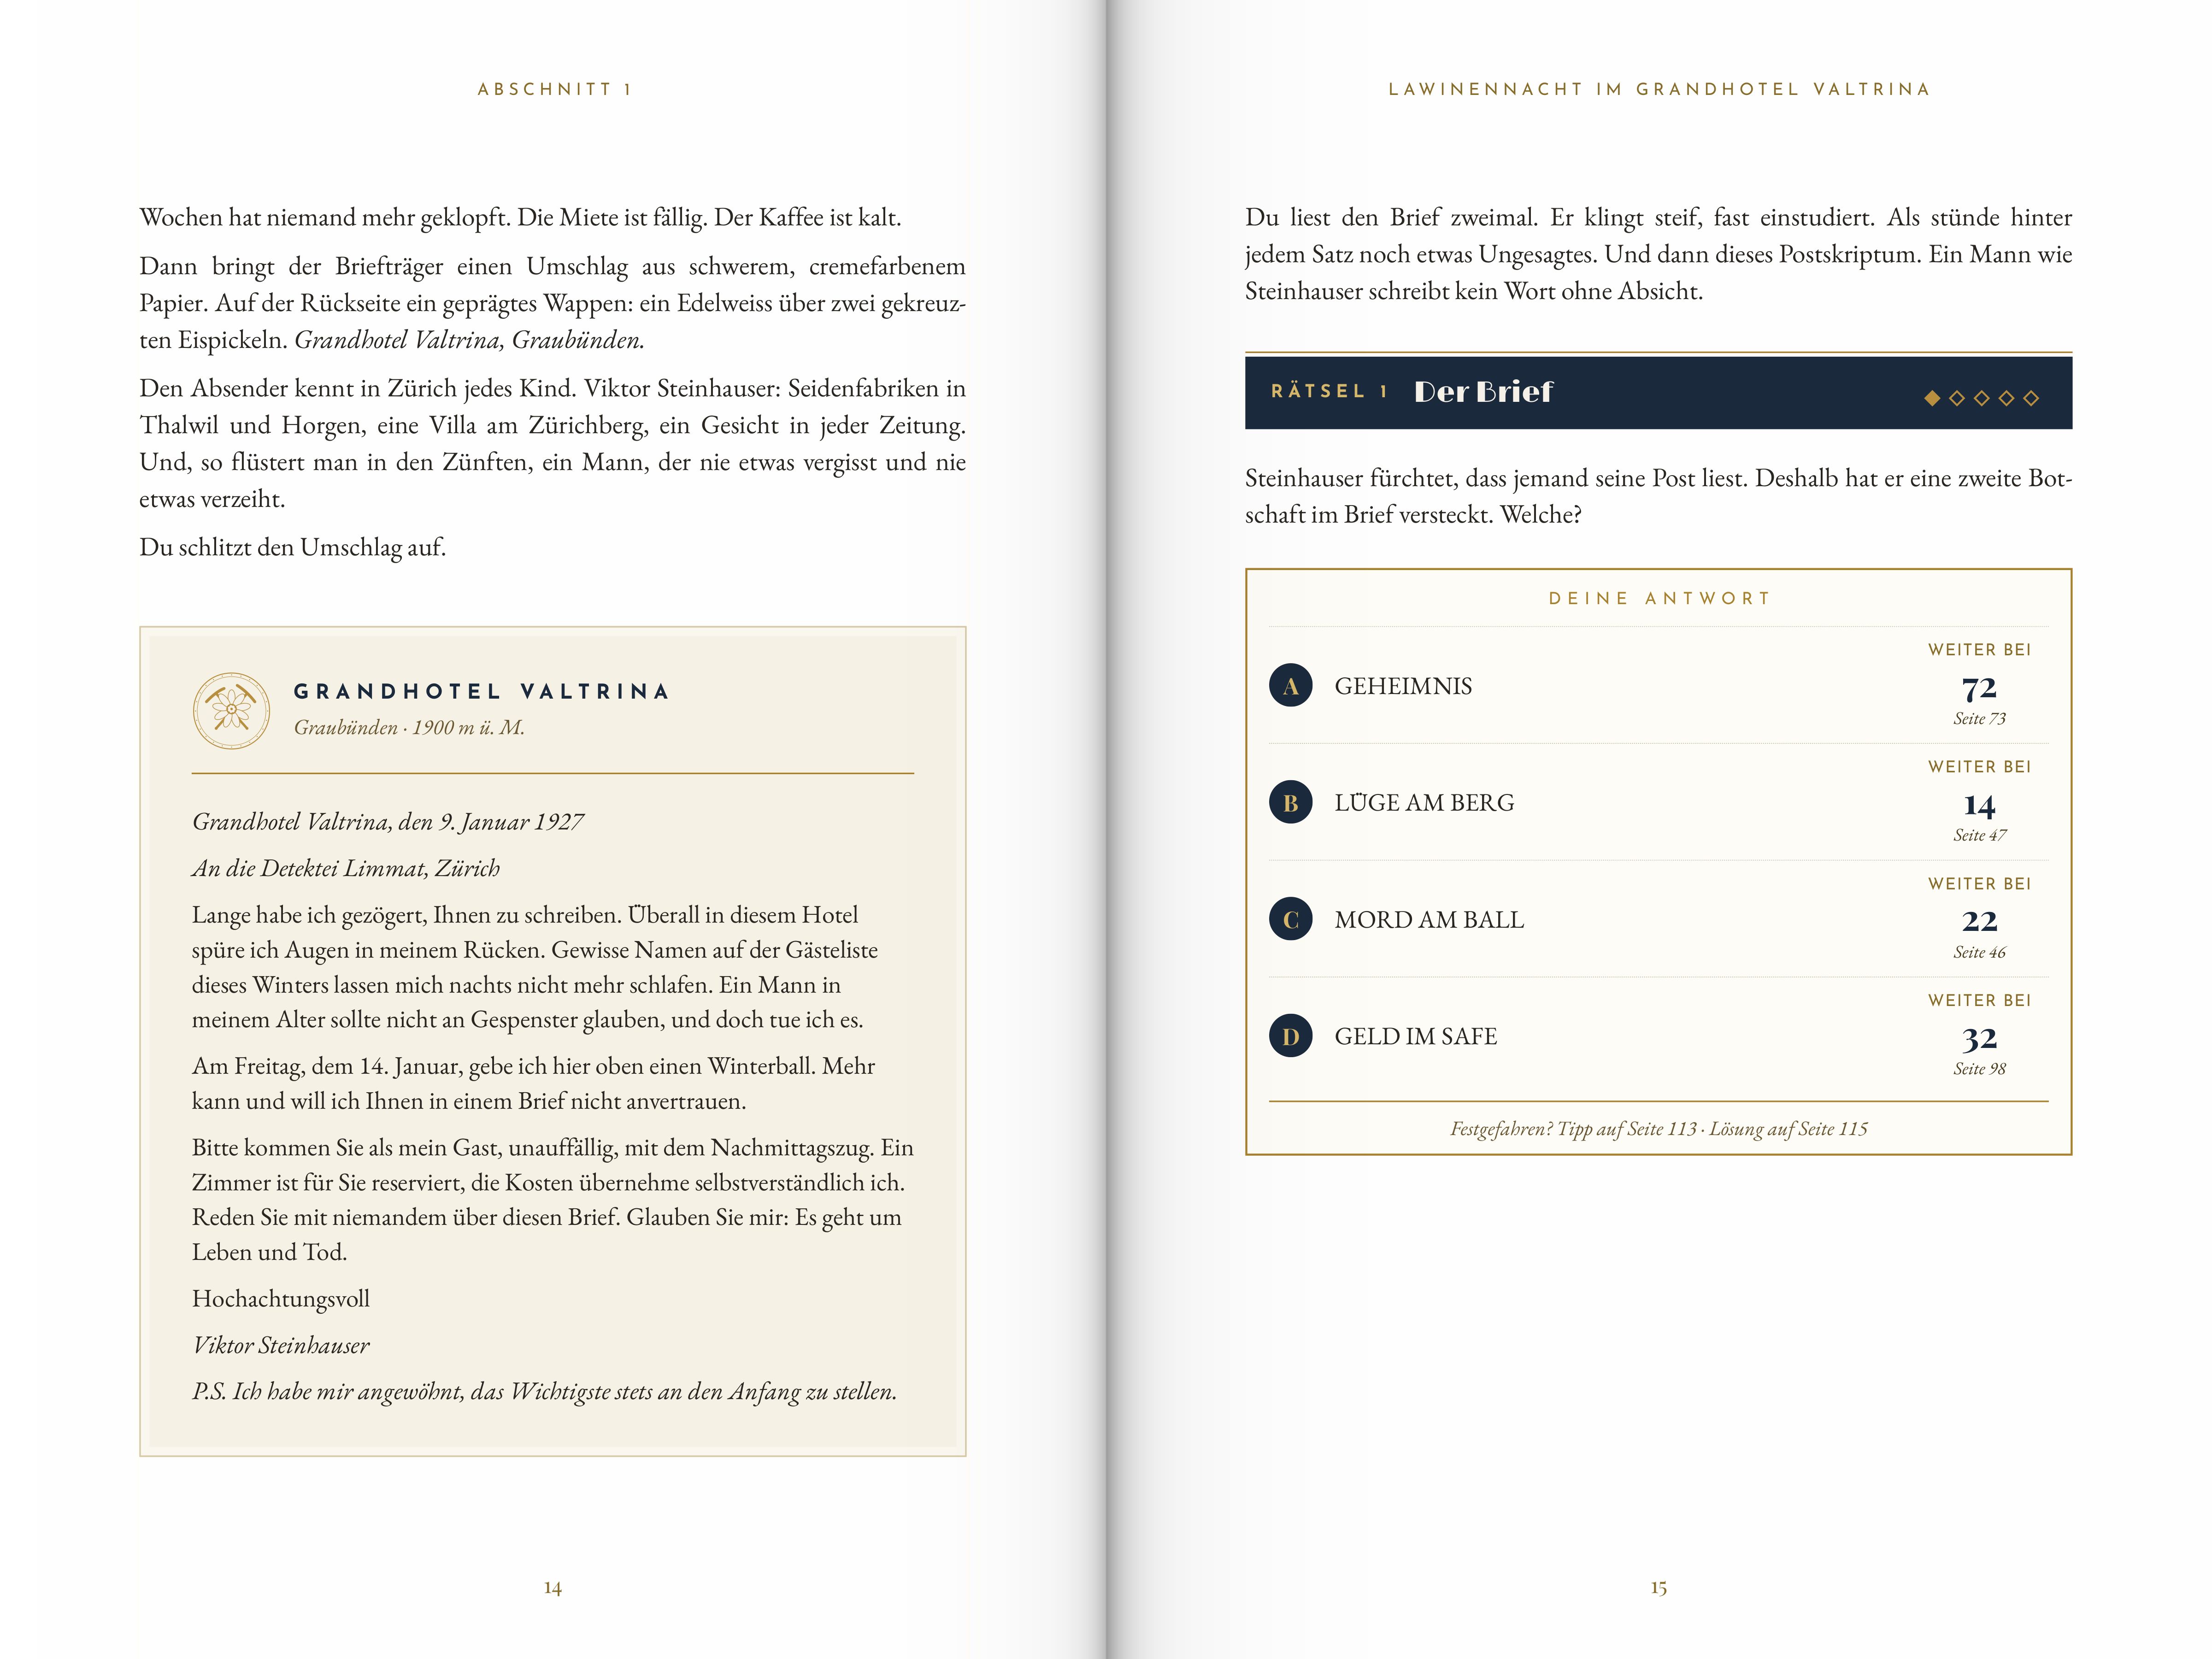 ABSCHNITT 1
Wochen hat niemand mehr geklopft. Die Miete ist fällig. Der Kaffee ist kalt.
Dann bringt der Briefträger einen Umschlag aus schwerem, cremefarbenem
Papier. Auf der Rückseite ein geprägtes Wappen: ein Edelweiss über zwei gekreuz-
ten Eispickeln. Grandhotel Valtrina, Graubünden.
Den Absender kennt in Zürich jedes Kind. Viktor Steinhauser: Seidenfabriken in
Thalwil und Horgen, eine Villa am Zürichberg, ein Gesicht in jeder Zeitung.
Und, so flüstert man in den Zünften, ein Mann, der nie etwas vergisst und nie
etwas verzeiht.
Du schlitzt den Umschlag auf.
GRANDHOTEL VALTRINA
Graubünden · 1900 m ü. M.
Grandhotel Valtrina, den 9. Januar 1927
An die Detektei Limmat, Zürich
Lange habe ich gezögert, Ihnen zu schreiben. Überall in diesem Hotel
spüre ich Augen in meinem Rücken. Gewisse Namen auf der Gästeliste
dieses Winters lassen mich nachts nicht mehr schlafen. Ein Mann in
meinem Alter sollte nicht an Gespenster glauben, und doch tue ich es.
Am Freitag, dem 14. Januar, gebe ich hier oben einen Winterball. Mehr
kann und will ich Ihnen in einem Brief nicht anvertrauen.
Bitte kommen Sie als mein Gast, unauffällig, mit dem Nachmittagszug. Ein
Zimmer ist für Sie reserviert, die Kosten übernehme selbstverständlich ich.
Reden Sie mit niemandem über diesen Brief. Glauben Sie mir: Es geht um
Leben und Tod.
Hochachtungsvoll
Viktor Steinhauser
P.S. Ich habe mir angewöhnt, das Wichtigste stets an den Anfang zu stellen.
14
LAWINENNACHT IM GRANDHOTEL VALTRINA
Du liest den Brief zweimal. Er klingt steif, fast einstudiert. Als stünde hinter
jedem Satz noch etwas Ungesagtes. Und dann dieses Postskriptum. Ein Mann wie
Steinhauser schreibt kein Wort ohne Absicht.
RÄTSEL 1 Der Brief
Steinhauser fürchtet, dass jemand seine Post liest. Deshalb hat er eine zweite Bot-
schaft im Brief versteckt. Welche?
DEINE ANTWORT
WEITER BEI
A GEHEIMNIS 72
Seite 73
WEITER BEI
B LÜGE AM BERG 14
Seite 47
WEITER BEI
C MORD AM BALL 22
Seite 46
WEITER BEI
D GELD IM SAFE 32
Seite 98
Festgefahren? Tipp auf Seite 113 · Lösung auf Seite 115
15